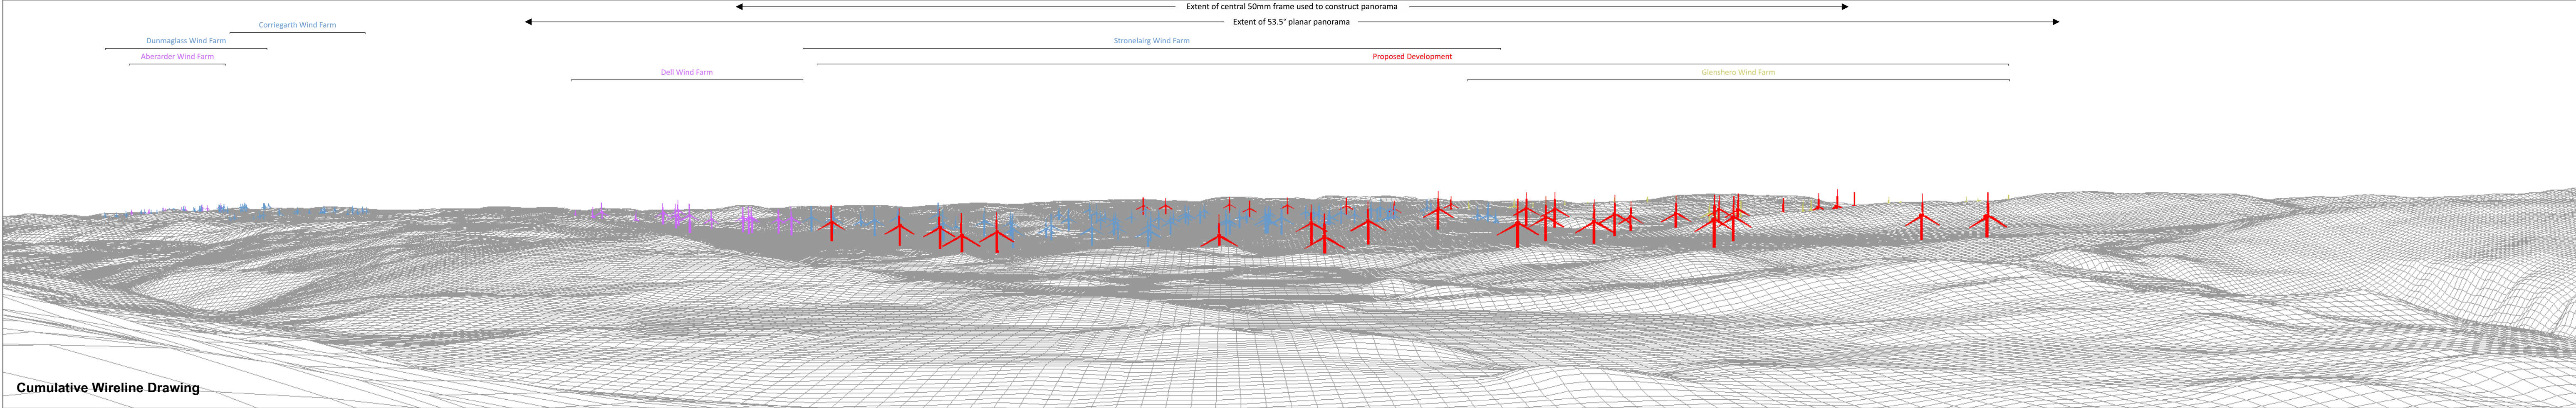 Extent of central 50mm frame used to construct panorama
Extent of 53.5° planar panorama
Corriegarth Wind Farm
Dunmaglass Wind Farm
Stronelairg Wind Farm
Aberarder Wind Farm
Proposed Development
Dell Wind Farm
Glenshero Wind Farm
Cumulative Wireline Drawing